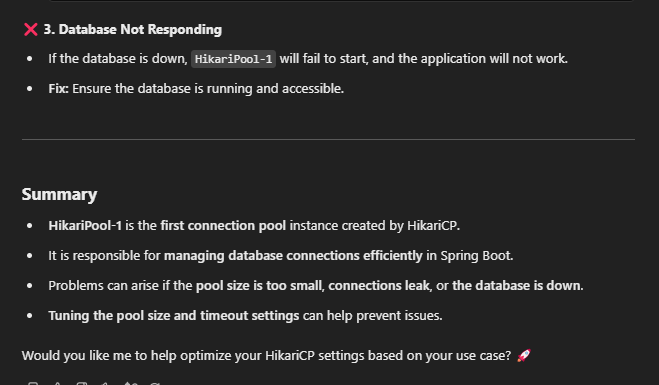 ❌ 3. Database Not Responding
• If the database is down, HikariPool-1 will fail to start, and the application will not work.
• Fix: Ensure the database is running and accessible.
Summary
• HikariPool-1 is the first connection pool instance created by HikariCP.
• It is responsible for managing database connections efficiently in Spring Boot.
• Problems can arise if the pool size is too small, connections leak, or the database is down.
• Tuning the pool size and timeout settings can help prevent issues.
Would you like me to help optimize your HikariCP settings based on your use case? 🚀